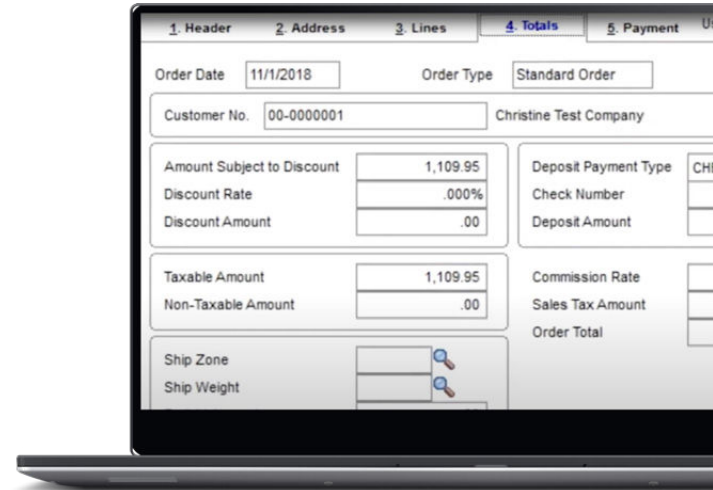 1. Header 2. Address 3. Lines 4. Totals 5. Payment
Order Date 11/1/2018 Order Type Standard Order
Customer No. 00-0000001 Christine Test Company
Amount Subject to Discount 1,109.95
Discount Rate .000%
Discount Amount .00
Deposit Payment Type
Check Number
Deposit Amount
Taxable Amount 1,109.95
Non-Taxable Amount .00
Commission Rate
Sales Tax Amount
Order Total
Ship Zone
Ship Weight